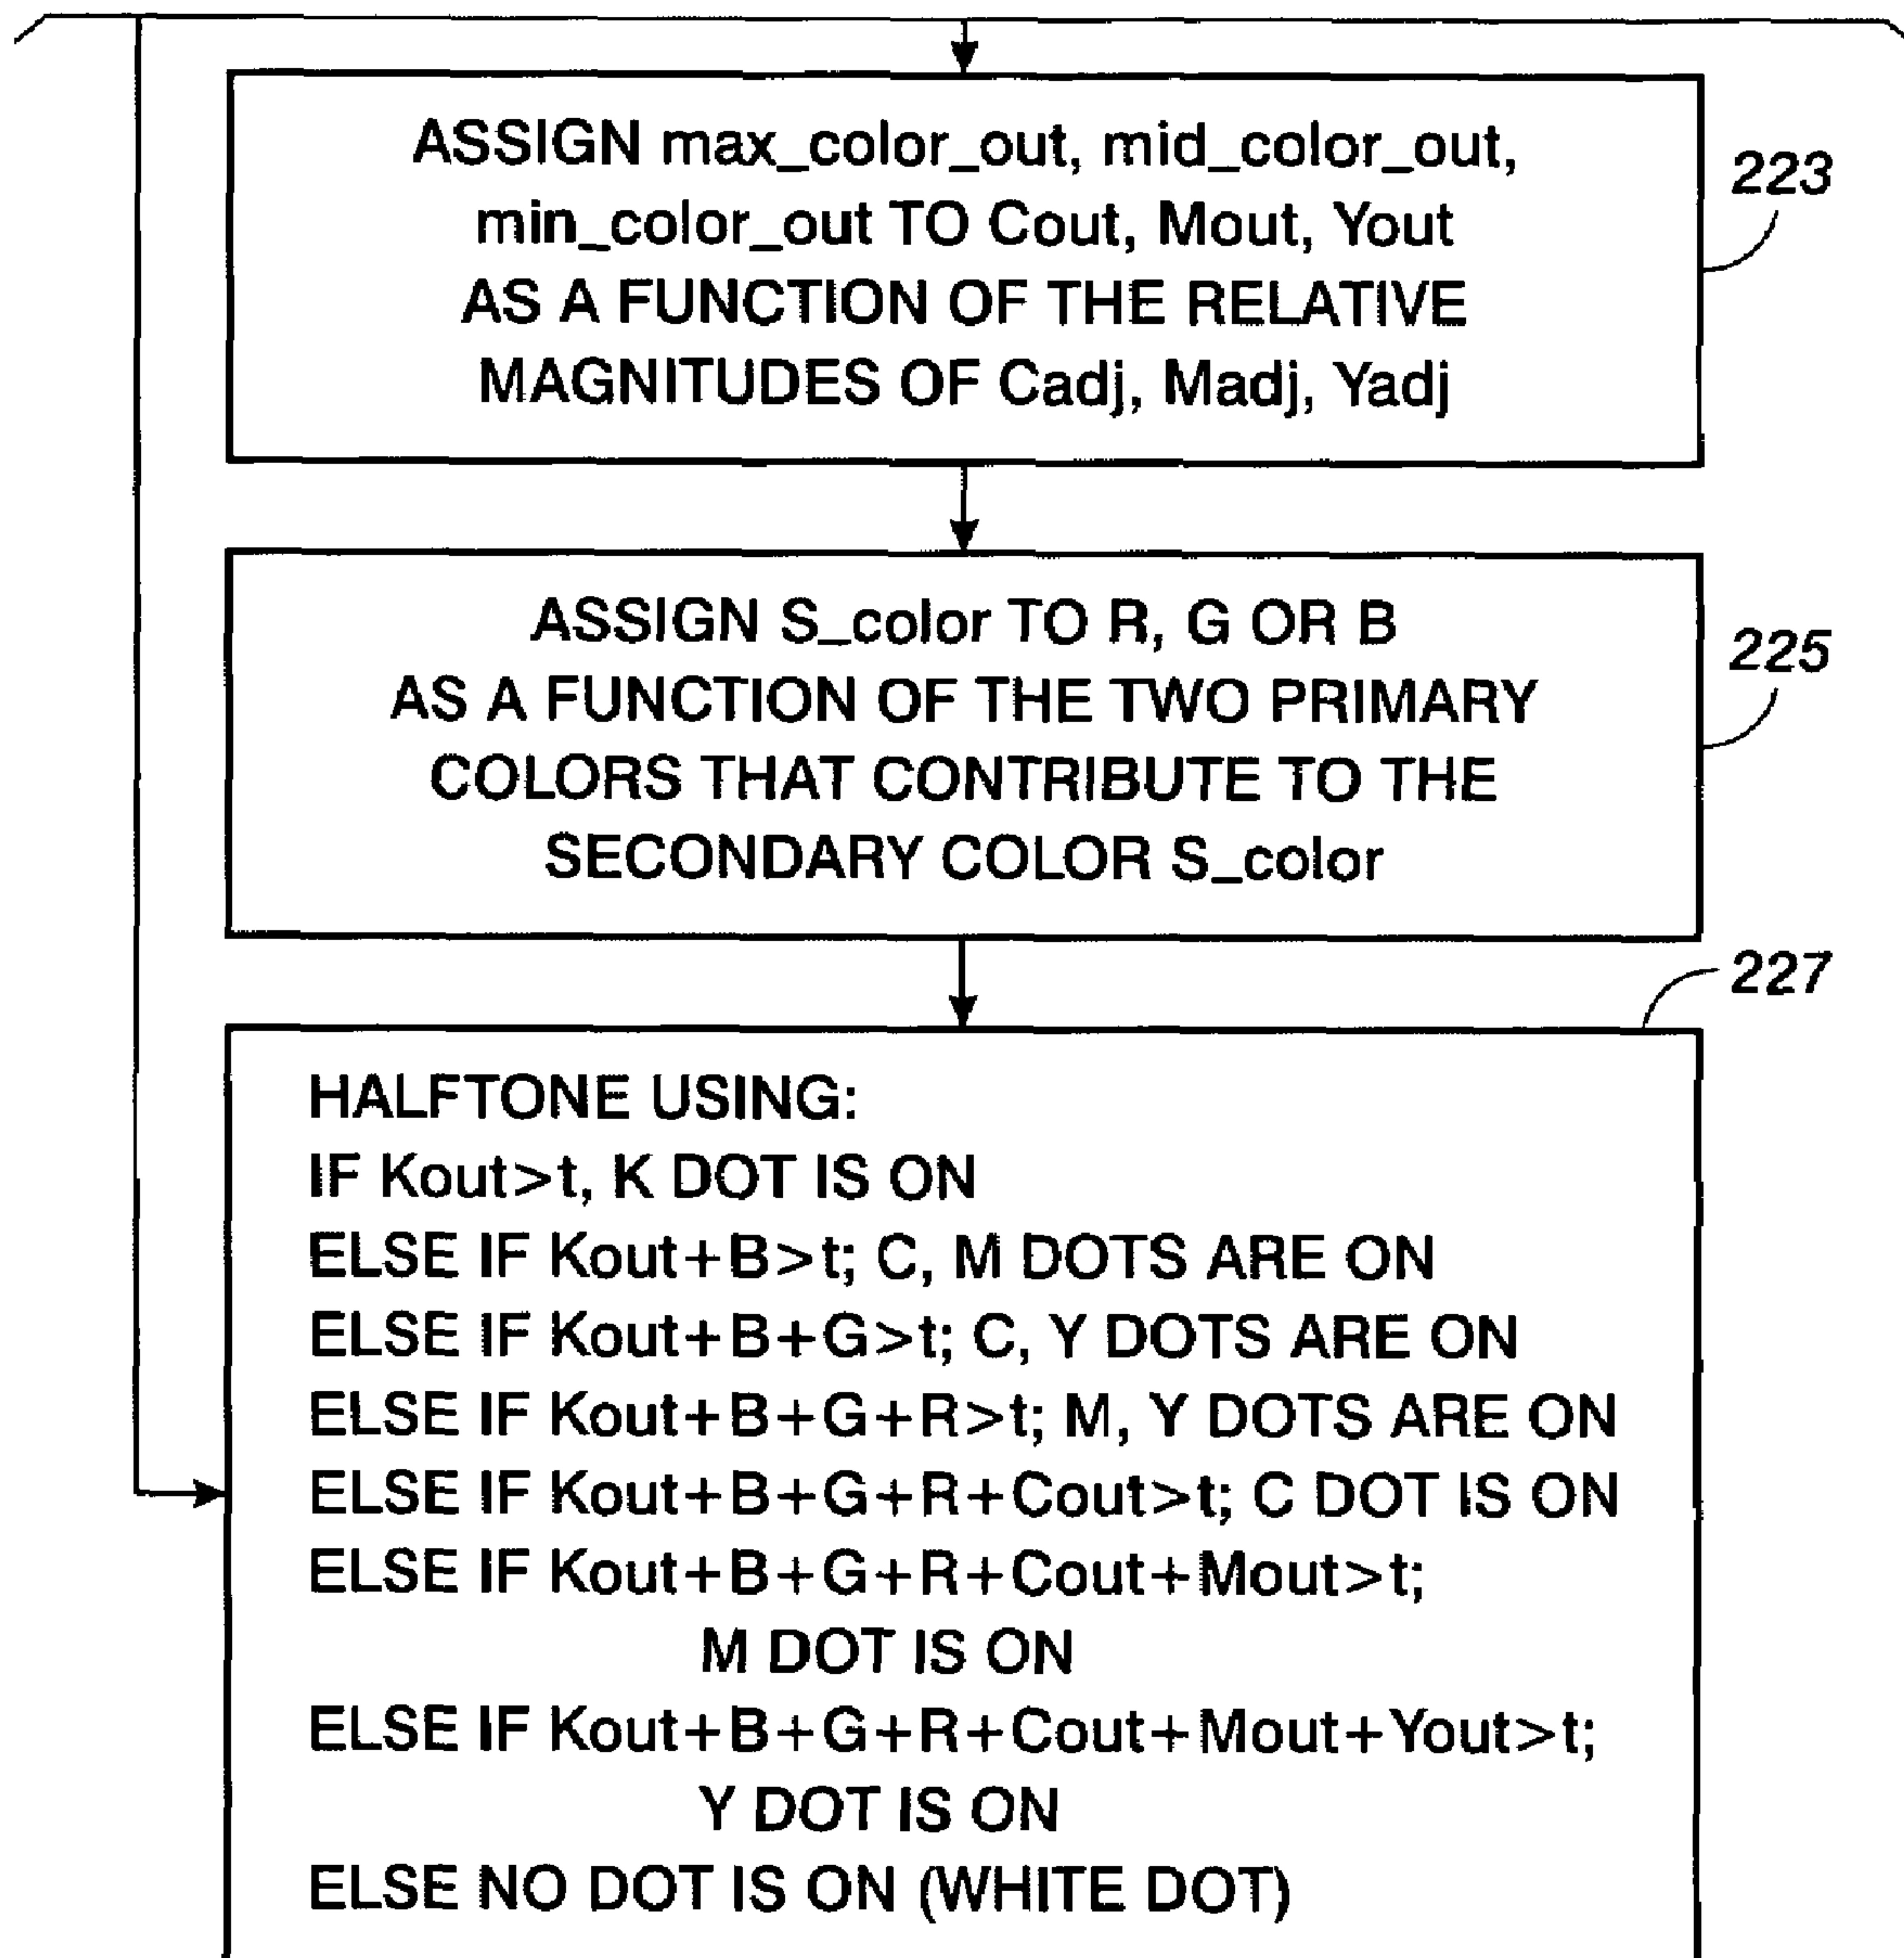 ASSIGN max_color_out, mid_color_out,
min_color_out TO Cout, Mout, Yout
AS A FUNCTION OF THE RELATIVE
MAGNITUDES OF Cadj, Madj, Yadj
223
ASSIGN S_color TO R, G OR B
AS A FUNCTION OF THE TWO PRIMARY
COLORS THAT CONTRIBUTE TO THE
SECONDARY COLOR S_color
225
227
HALFTONE USING:
IF Kout>t, K DOT IS ON
ELSE IF Kout+B>t; C, M DOTS ARE ON
ELSE IF Kout+B+G>t; C, Y DOTS ARE ON
ELSE IF Kout+B+G+R>t; M, Y DOTS ARE ON
ELSE IF Kout+B+G+R+Cout>t; C DOT IS ON
ELSE IF Kout+B+G+R+Cout+Mout>t;
M DOT IS ON
ELSE IF Kout+B+G+R+Cout+Mout+Yout>t;
Y DOT IS ON
ELSE NO DOT IS ON (WHITE DOT)